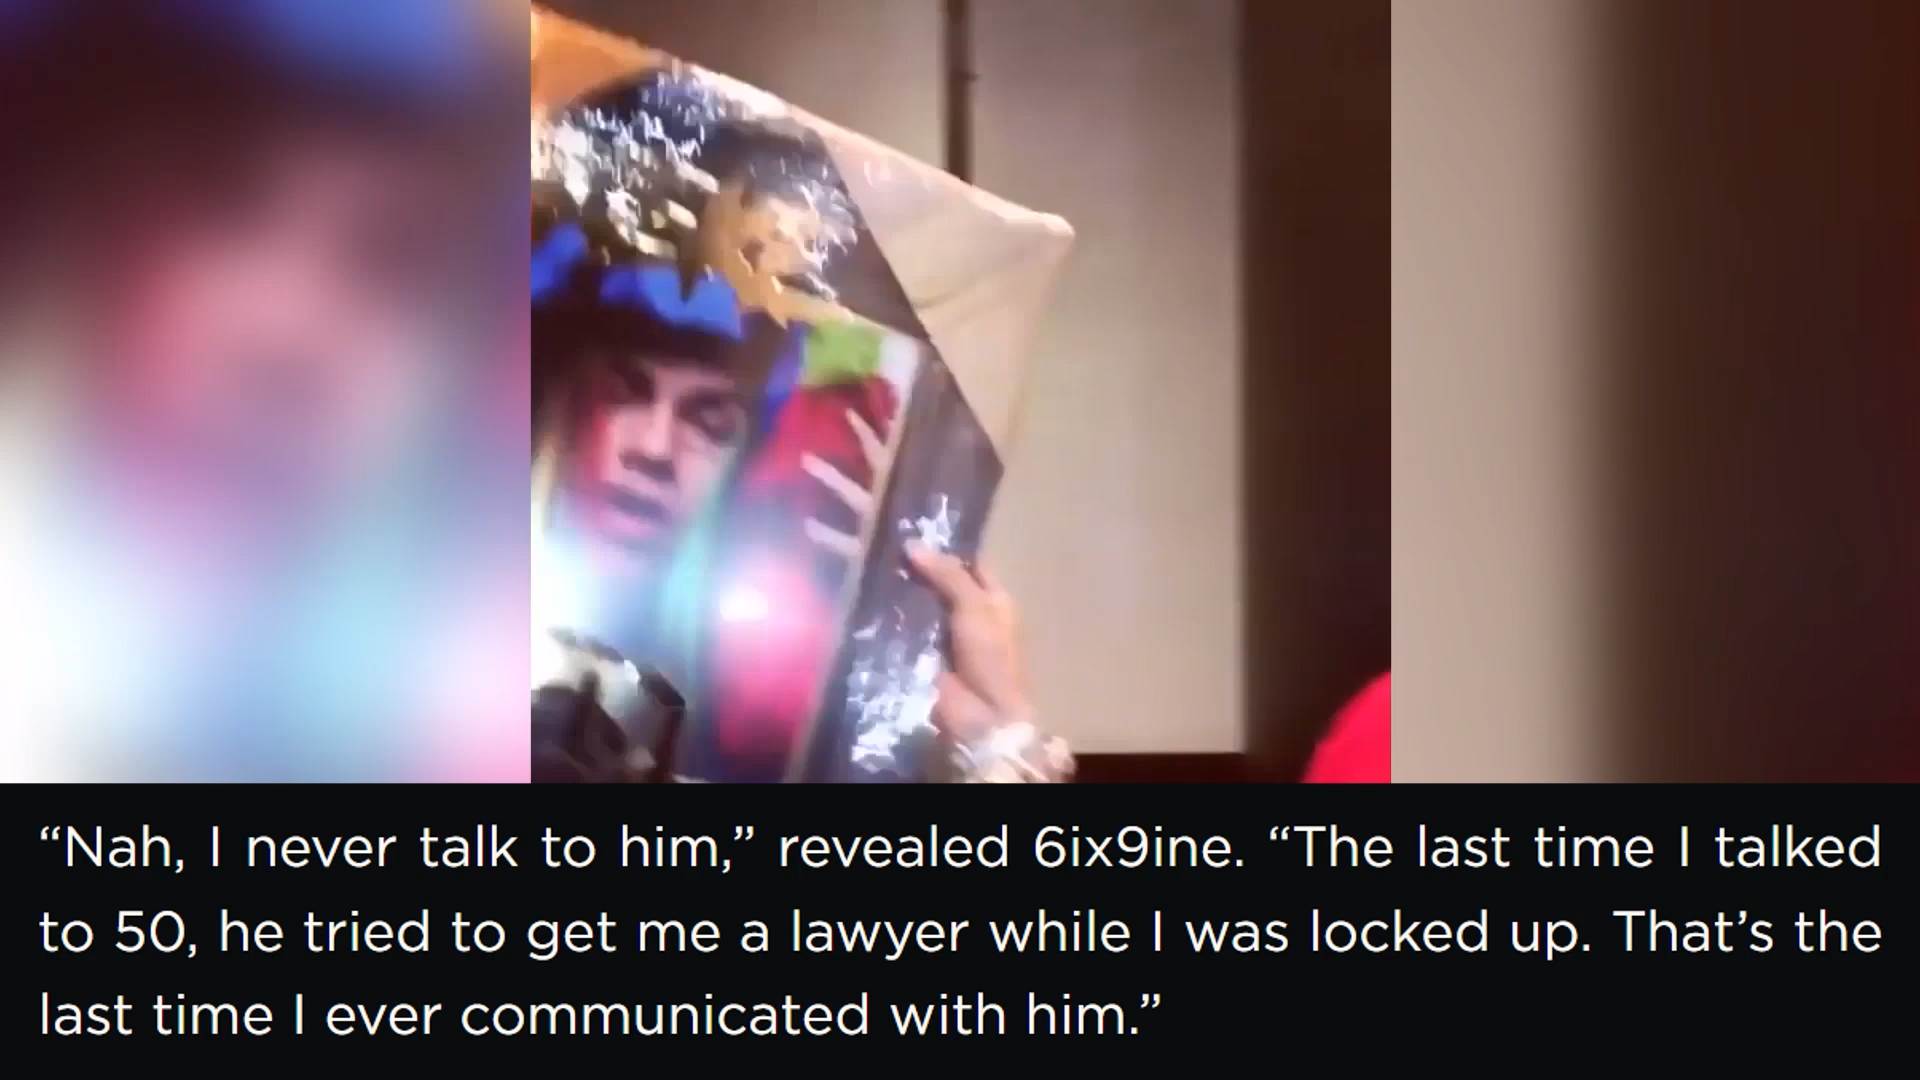 “Nah, I never talk to him,” revealed 6ix9ine. “The last time I talked
to 50, he tried to get me a lawyer while I was locked up. That’s the
last time I ever communicated with him.”